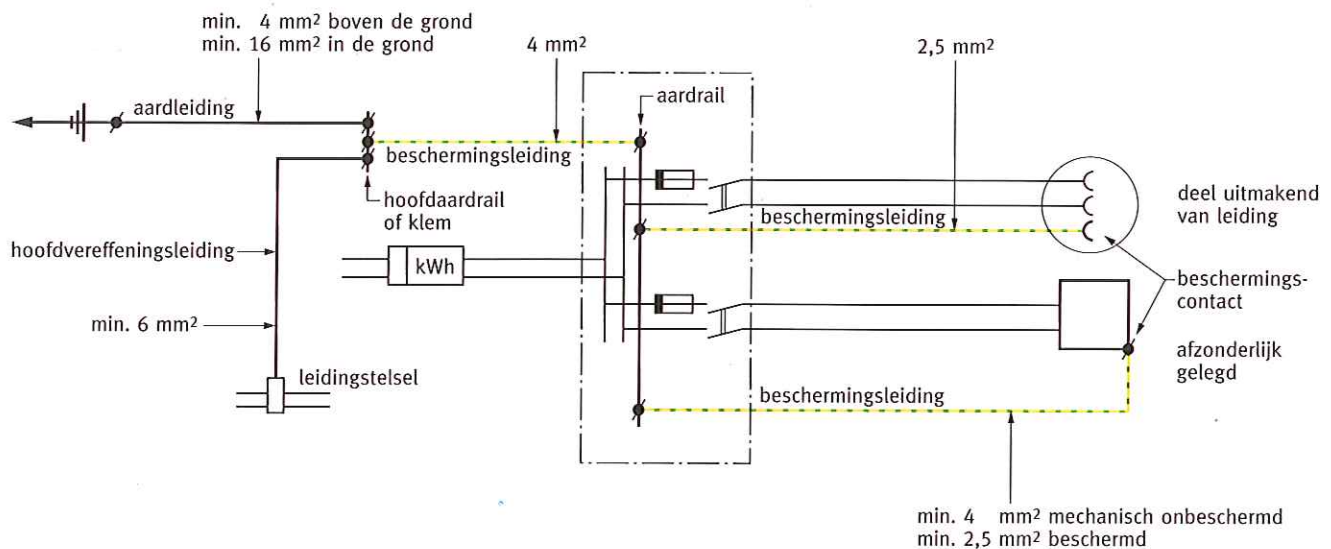 min. 4 mm² boven de grond
min. 16 mm² in de grond
4 mm²
2,5 mm²
aardleiding
aardrail
beschermingsleiding
hoofdaardrail
of klem
beschermingsleiding
deel uitmakend
van leiding
hoofdvereffeningsleiding
kWh
beschermings-
contact
min. 6 mm²
afzonderlijk
gelegd
leidingstelsel
beschermingsleiding
min. 4 mm² mechanisch onbeschermd
min. 2,5 mm² beschermd